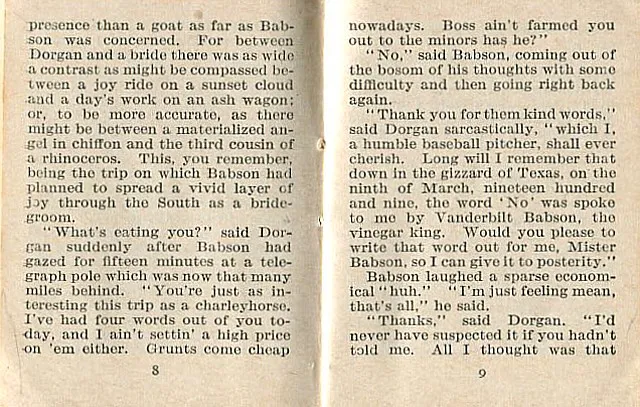 presence than a goat as far as Bab-
son was concerned. For between
Dorgan and a bride there was as wide
a contrast as might be compassed be-
tween a joy ride on a sunset cloud
and a day's work on an ash wagon;
or, to be more accurate, as there
might be between a materialized an-
gel in chiffon and the third cousin of
a rhinoceros. This, you remember,
being the trip on which Babson had
planned to spread a vivid layer of
joy through the South as a bride-
groom.
"What's eating you?" said Dor-
gan suddenly after Babson had
gazed for fifteen minutes at a tele-
graph pole which was now that many
miles behind. "You're just as in-
teresting this trip as a charleyhorse.
I've had four words out of you to-
day, and I ain't settin' a high price
on 'em either. Grunts come cheap
8
nowadays. Boss ain't farmed you
out to the minors has he?"
"No," said Babson, coming out of
the bosom of his thoughts with some
difficulty and then going right back
again.
"Thank you for them kind words,"
said Dorgan sarcastically, "which I,
a humble baseball pitcher, shall ever
cherish. Long will I remember that
down in the gizzard of Texas, on the
ninth of March, nineteen hundred
and nine, the word 'No' was spoke
to me by Vanderbilt Babson, the
vinegar king. Would you please to
write that word out for me, Mister
Babson, so I can give it to posterity."
Babson laughed a sparse econom-
ical "huh." "I'm just feeling mean,
that's all," he said.
"Thanks," said Dorgan. "I'd
never have suspected it if you hadn't
told me. All I thought was that
9